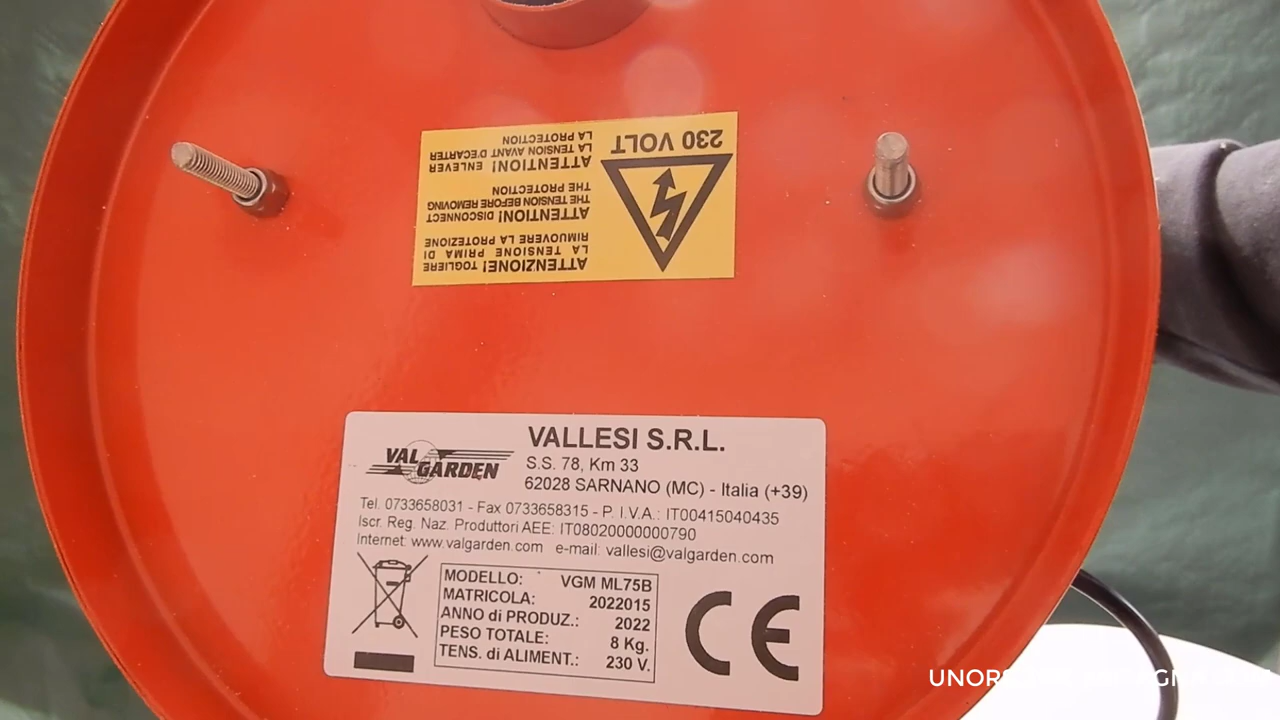 230 VOLT
ATTENZIONE! TOGLIERE
LA TENSIONE PRIMA DI
RIMUOVERE LA PROTEZIONE
ATTENTION! DISCONNECT
THE TENSION BEFORE REMOVING
THE PROTECTION
ATTENTION! ENLEVER
LA TENSION AVANT D'ECARTER
LA PROTECTION
VAL GARDEN
VALLESI S.R.L.
S.S. 78, Km 33
62028 SARNANO (MC) - Italia (+39)
Tel. 0733658031 - Fax 0733658315 - P. I.V.A.: IT00415040435
Iscr. Reg. Naz. Produttori AEE: IT08020000000790
Internet: www.valgarden.com e-mail: vallesi@valgarden.com
MODELLO: VGM ML75B
MATRICOLA: 2022015
ANNO di PRODUZ.: 2022
PESO TOTALE: 8 Kg.
TENS. di ALIMENT.: 230 V.
CE